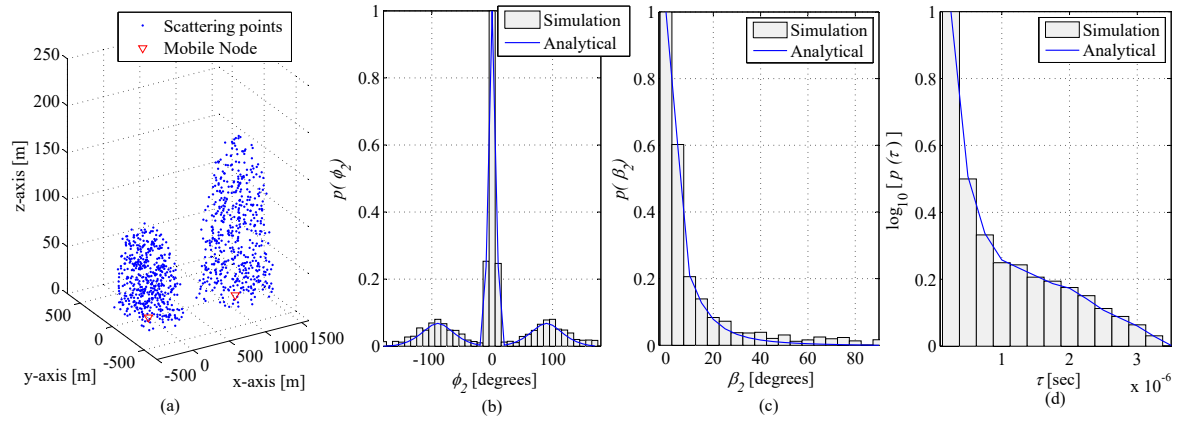 Scattering points
Mobile Node
250
200
150
100
50
0
z-axis [m]
500
0
-500
y-axis [m]
-500
0
500
1000
1500
x-axis [m]
(a)
Simulation
Analytical
1
0.8
0.6
0.4
0.2
0
p( ϕ2)
-100
0
100
ϕ2 [degrees]
(b)
Simulation
Analytical
1
0.8
0.6
0.4
0.2
0
p( β2)
0
20
40
60
80
β2 [degrees]
(c)
Simulation
Analytical
1
0.8
0.6
0.4
0.2
0
log10 [ p (τ) ]
1
2
3
x 10-6
τ [sec]
(d)